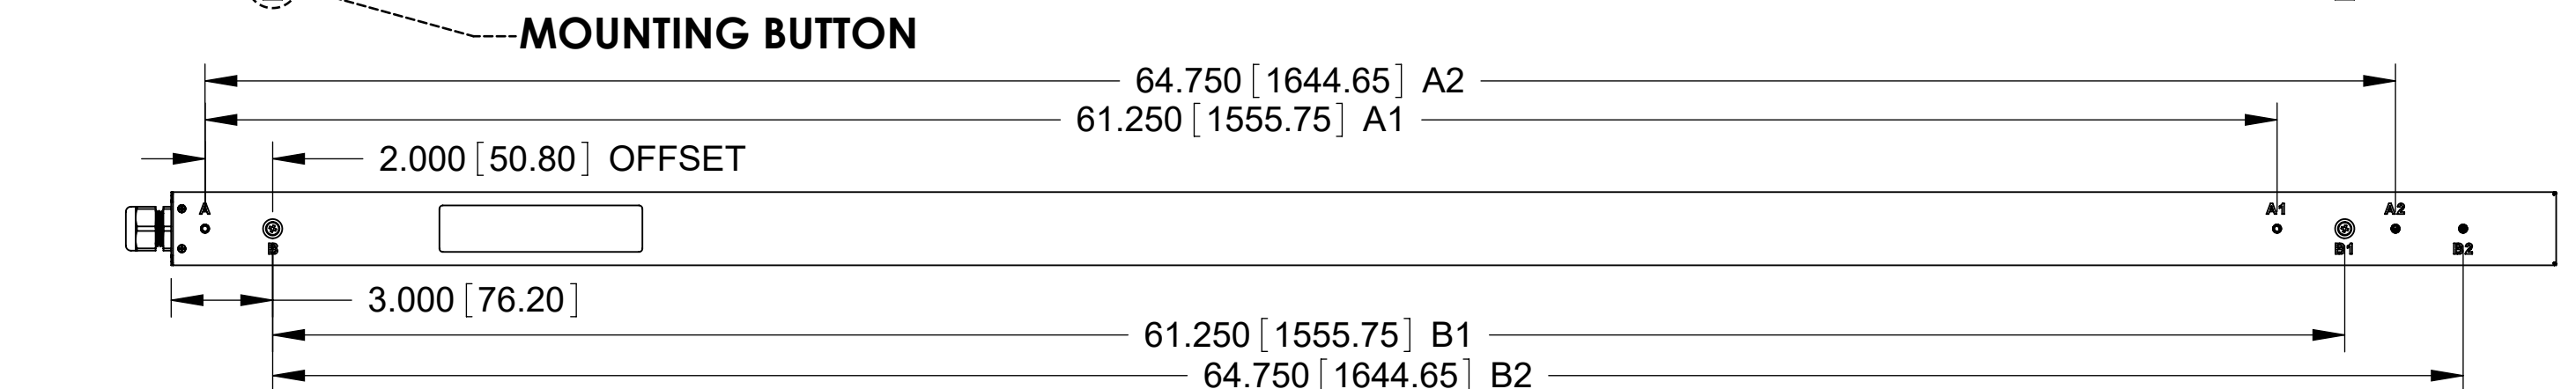 MOUNTING BUTTON
64.750 [1644.65] A2
61.250 [1555.75] A1
2.000 [50.80] OFFSET
A A1 A2
B B1 B2
3.000 [76.20]
61.250 [1555.75] B1
64.750 [1644.65] B2